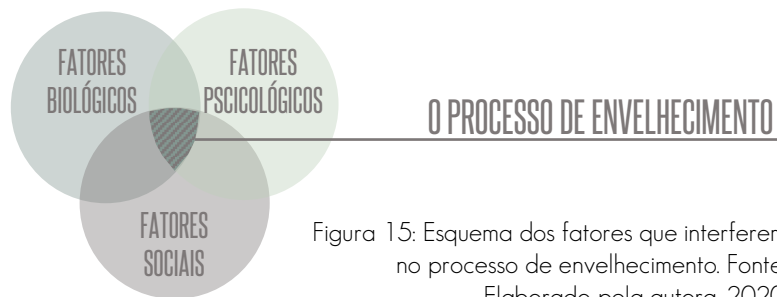 FATORES
BIOLÓGICOS
FATORES
PSCICOLÓGICOS
O PROCESSO DE ENVELHECIMENTO
FATORES
SOCIAIS
Figura 15: Esquema dos fatores que interferem
no processo de envelhecimento. Fonte
Elaborado pela autora, 2020